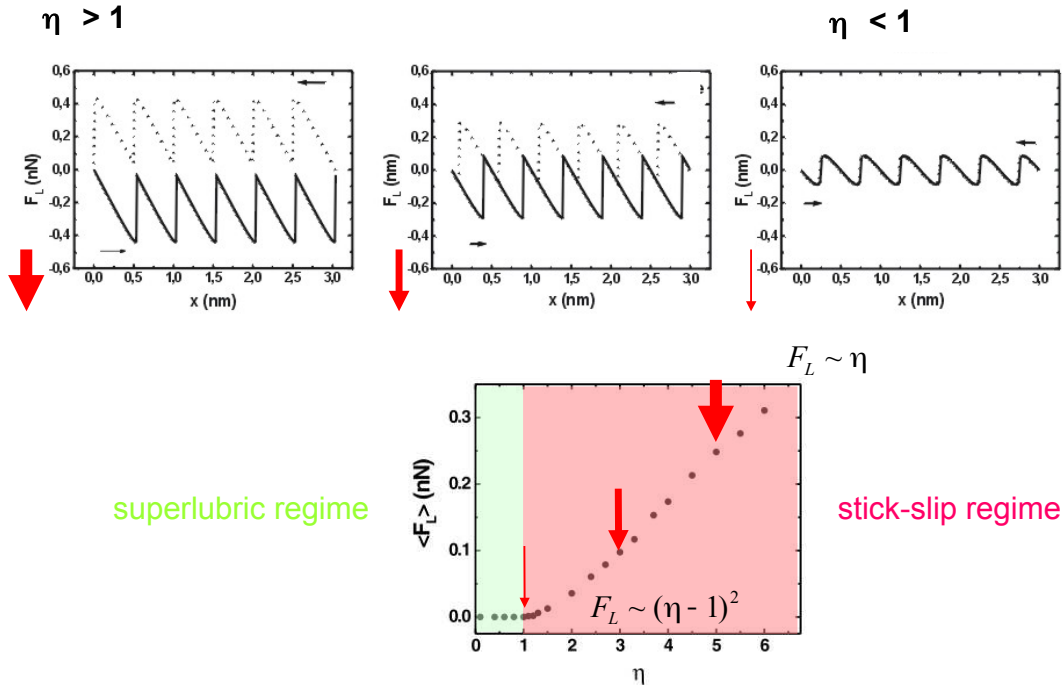 η > 1
η < 1
0,6
0,4
0,2
0,0
-0,2
-0,4
-0,6
F_L (nN)
0,0 0,5 1,0 1,5 2,0 2,5 3,0
x (nm)
0,6
0,4
0,2
0,0
-0,2
-0,4
-0,6
F_L (nm)
0,0 0,5 1,0 1,5 2,0 2,5 3,0
x (nm)
0,6
0,4
0,2
0,0
-0,2
-0,4
-0,6
F_L (nm)
0,0 0,5 1,0 1,5 2,0 2,5 3,0
x (nm)
F_L ~ η
superlubric regime
<F_L> (nN)
0.3
0.2
0.1
0.0
F_L ~ (η - 1)²
0 1 2 3 4 5 6
η
stick-slip regime